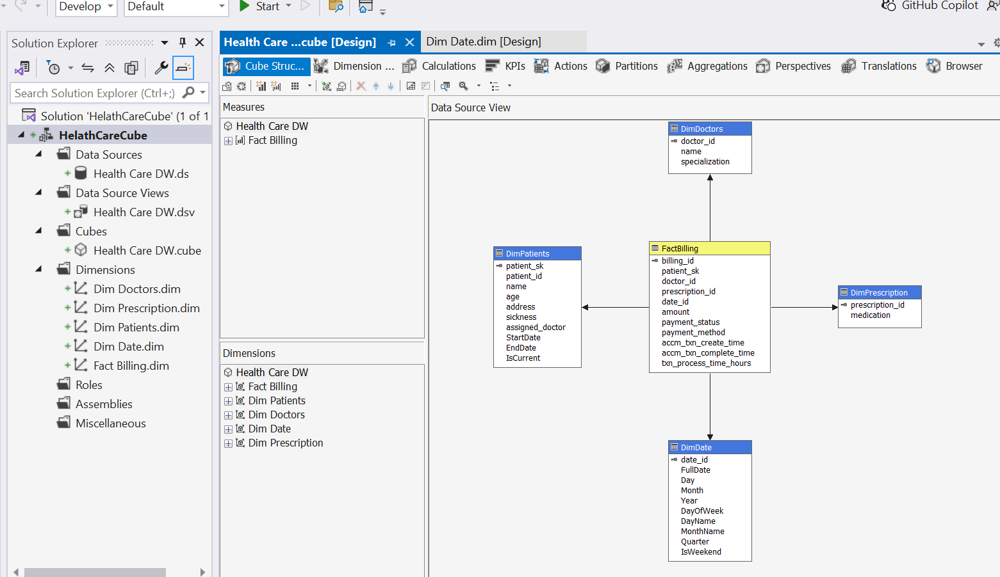 Develop
Default
Start
GitHub Copilot
Solution Explorer
Search Solution Explorer (Ctrl+;)
Solution 'HelathCareCube' (1 of 1
HelathCareCube
Data Sources
Health Care DW.ds
Data Source Views
Health Care DW.dsv
Cubes
Health Care DW.cube
Dimensions
Dim Doctors.dim
Dim Prescription.dim
Dim Patients.dim
Dim Date.dim
Fact Billing.dim
Roles
Assemblies
Miscellaneous
Health Care ...cube [Design]
Dim Date.dim [Design]
Cube Struc...
Dimension ...
Calculations
KPIs
Actions
Partitions
Aggregations
Perspectives
Translations
Browser
Measures
Health Care DW
Fact Billing
Dimensions
Health Care DW
Fact Billing
Dim Patients
Dim Doctors
Dim Date
Dim Prescription
Data Source View
DimDoctors
doctor_id
name
specialization
DimPatients
patient_sk
patient_id
name
age
address
sickness
assigned_doctor
StartDate
EndDate
IsCurrent
FactBilling
billing_id
patient_sk
doctor_id
prescription_id
date_id
amount
payment_status
payment_method
accm_txn_create_time
accm_txn_complete_time
txn_process_time_hours
DimPrescription
prescription_id
medication
DimDate
date_id
FullDate
Day
Month
Year
DayOfWeek
DayName
MonthName
Quarter
IsWeekend